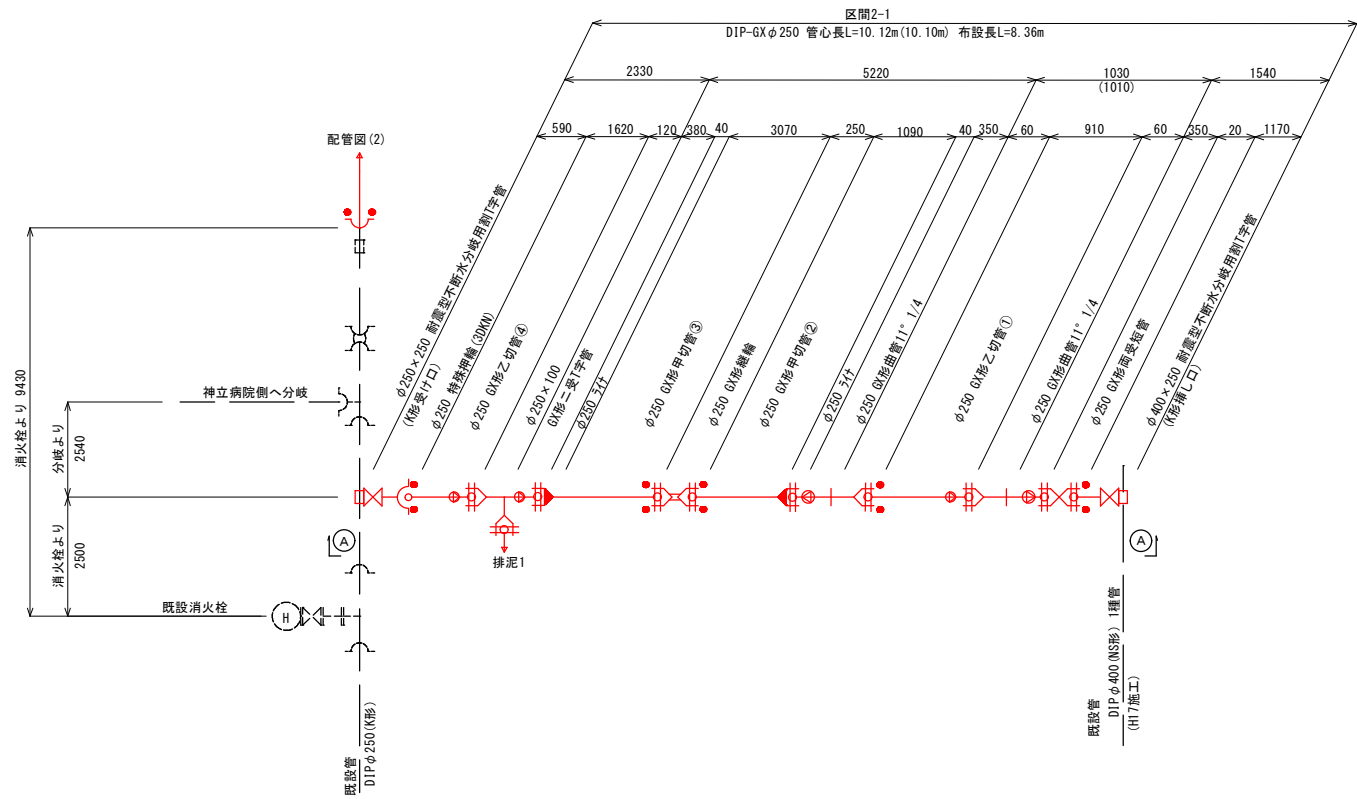 区間2-1
DIP-GXφ250 管心長L=10.12m(10.10m) 布設長L=8.36m
2330
5220
1030
(1010)
1540
590
1620
120
380
40
3070
250
1090
40
350
60
910
60
350
20
1170
配管図(2)
φ250×250 耐震型不断水分岐用割T字管
(K形受け口)
φ250 特殊押輪(3DKN)
φ250 GX形乙切管④
φ250×100
GX形二受T字管
φ250 ライナ
φ250 GX形甲切管③
φ250 GX形継輪
φ250 GX形甲切管②
φ250 ライナ
φ250 GX形曲管11°1/4
φ250 GX形乙切管①
φ250 GX形曲管11°1/4
φ250 GX形両受短管
φ400×250 耐震型不断水分岐用割T字管
(K形挿し口)
消火栓より 9430
神立病院側へ分岐
分岐より
2540
消火栓より
2500
A
A
排泥1
既設消火栓
H
既設管
DIPφ250(K形)
既設管
DIPφ400(NS形) 1種管
(H17施工)